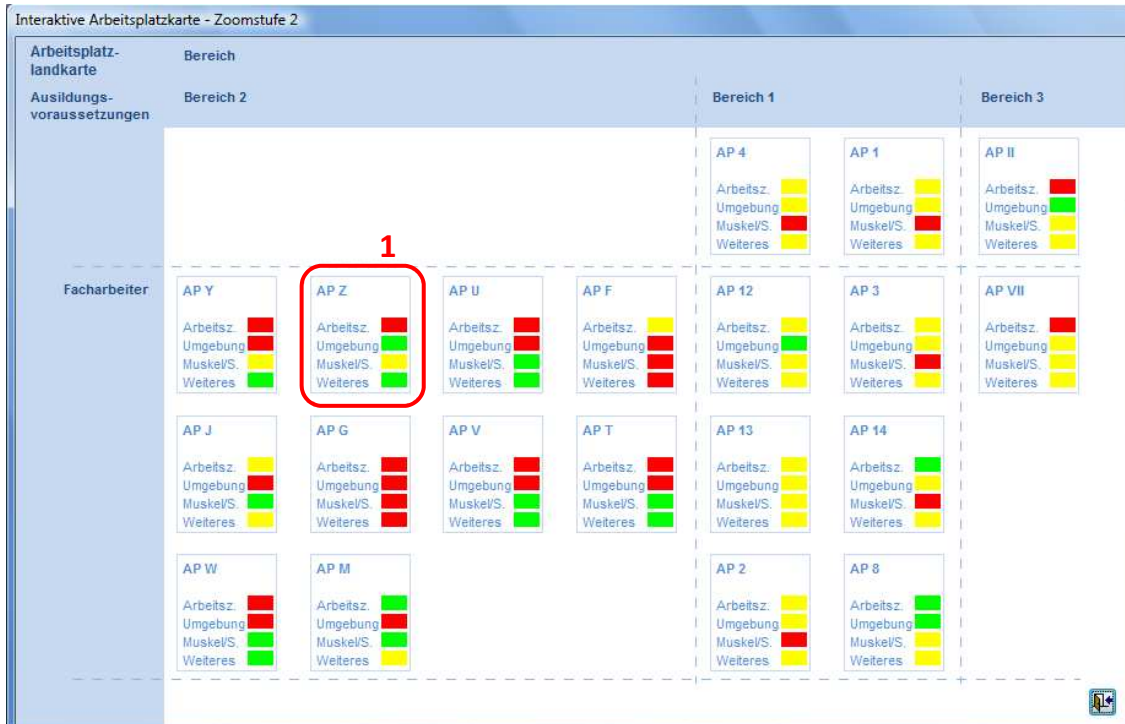 Interaktive Arbeitsplatzkarte - Zoomstufe 2
Arbeitsplatz-
landkarte
Bereich
Ausildungs-
voraussetzungen
Bereich 2
Bereich 1
Bereich 3
AP 4
Arbeitsz.
Umgebung
Muskel/S.
Weiteres
AP 1
Arbeitsz.
Umgebung
Muskel/S.
Weiteres
AP II
Arbeitsz.
Umgebung
Muskel/S.
Weiteres
1
Facharbeiter
AP Y
Arbeitsz.
Umgebung
Muskel/S.
Weiteres
AP Z
Arbeitsz.
Umgebung
Muskel/S.
Weiteres
AP U
Arbeitsz.
Umgebung
Muskel/S.
Weiteres
AP F
Arbeitsz.
Umgebung
Muskel/S.
Weiteres
AP 12
Arbeitsz.
Umgebung
Muskel/S.
Weiteres
AP 3
Arbeitsz.
Umgebung
Muskel/S.
Weiteres
AP VII
Arbeitsz.
Umgebung
Muskel/S.
Weiteres
AP J
Arbeitsz.
Umgebung
Muskel/S.
Weiteres
AP G
Arbeitsz.
Umgebung
Muskel/S.
Weiteres
AP V
Arbeitsz.
Umgebung
Muskel/S.
Weiteres
AP T
Arbeitsz.
Umgebung
Muskel/S.
Weiteres
AP 13
Arbeitsz.
Umgebung
Muskel/S.
Weiteres
AP 14
Arbeitsz.
Umgebung
Muskel/S.
Weiteres
AP W
Arbeitsz.
Umgebung
Muskel/S.
Weiteres
AP M
Arbeitsz.
Umgebung
Muskel/S.
Weiteres
AP 2
Arbeitsz.
Umgebung
Muskel/S.
Weiteres
AP 8
Arbeitsz.
Umgebung
Muskel/S.
Weiteres